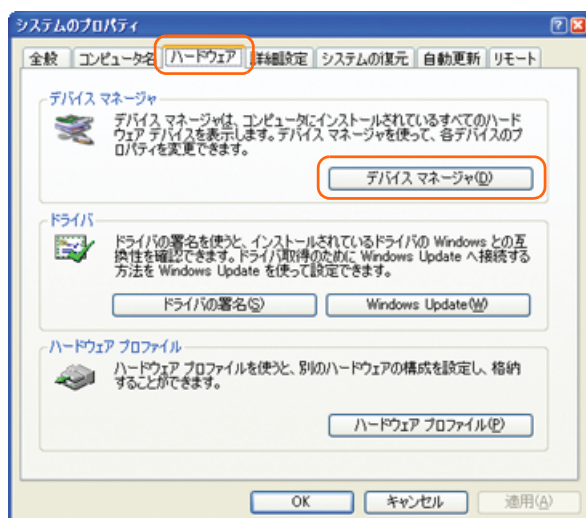 システムのプロパティ
全般 コンピュータ名 ハードウェア 詳細設定 システムの復元 自動更新 リモート
デバイス マネージャ
デバイス マネージャは、コンピュータにインストールされているすべてのハード
ウェア デバイスを表示します。デバイス マネージャを使って、各デバイスのプ
ロパティを変更できます。
デバイス マネージャ(D)
ドライバ
ドライバの署名を使うと、インストールされているドライバの Windows との互
換性を確認できます。ドライバ取得のために Windows Update へ接続する
方法を Windows Update を使って設定できます。
ドライバの署名(S) Windows Update(W)
ハードウェア プロファイル
ハードウェア プロファイルを使うと、別のハードウェアの構成を設定し、格納
することができます。
ハードウェア プロファイル(P)
OK キャンセル 適用(A)